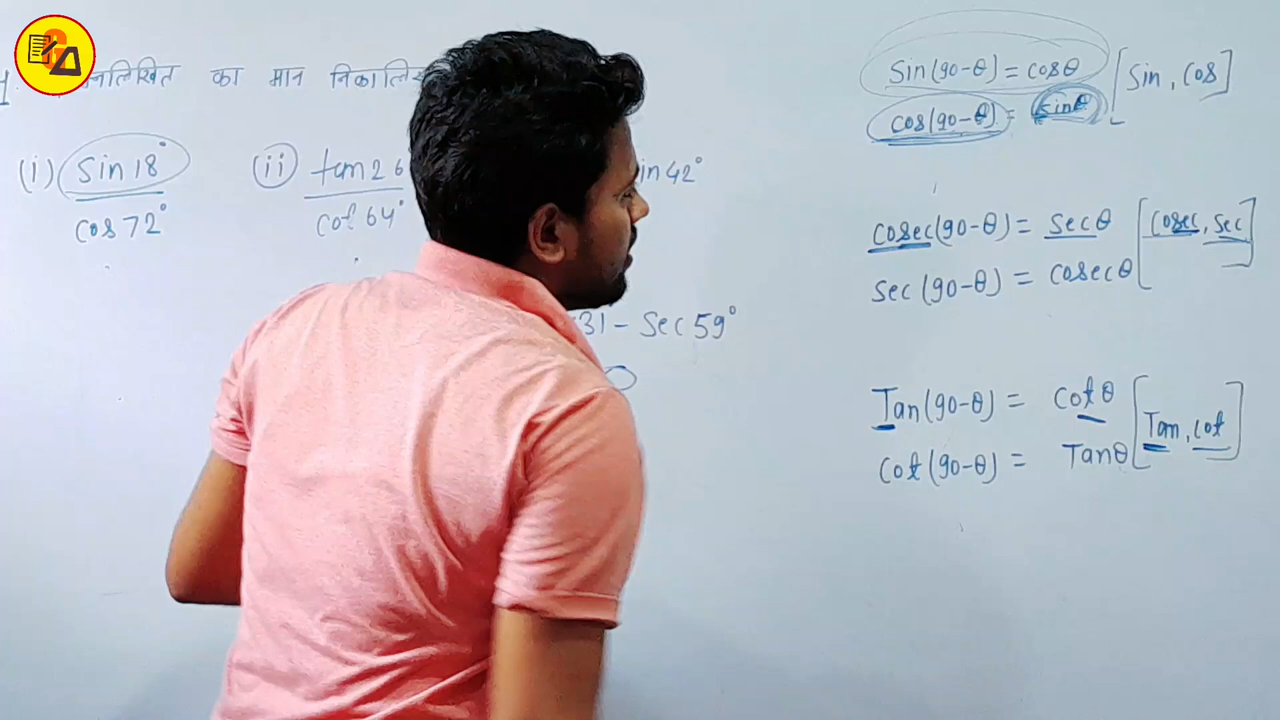 का मान
(i) Sin 18°
cos 72°
(ii) tan 26
cot 64°
in 42°
31 - Sec 59°
Sin(90-θ) = cosθ [Sin, Cos]
cos(90-θ) = sinθ
cosec(90-θ) = secθ [Cosec, Sec]
sec(90-θ) = cosecθ
Tan(90-θ) = cotθ [Tan, cot]
cot(90-θ) = Tanθ